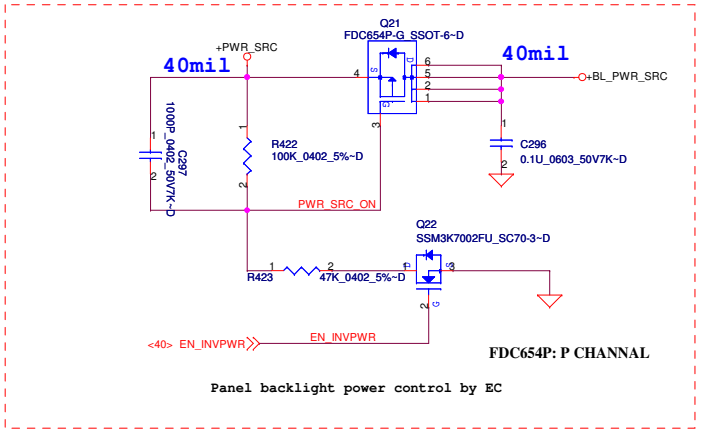 Q21
FDC654P-G_SSOT-6~D
+PWR_SRC
40mil
40mil
4
S
D
G
6
5
2
1
3
+BL_PWR_SRC
1
2
C297
1000P_0402_50V7K~D
1
2
R422
100K_0402_5%~D
1
2
C296
0.1U_0603_50V7K~D
PWR_SRC_ON
Q22
SSM3K7002FU_SC70-3~D
R423
1
2
47K_0402_5%~D
1
D
S
3
2
G
<40> EN_INVPWR
EN_INVPWR
FDC654P: P CHANNAL
Panel backlight power control by EC